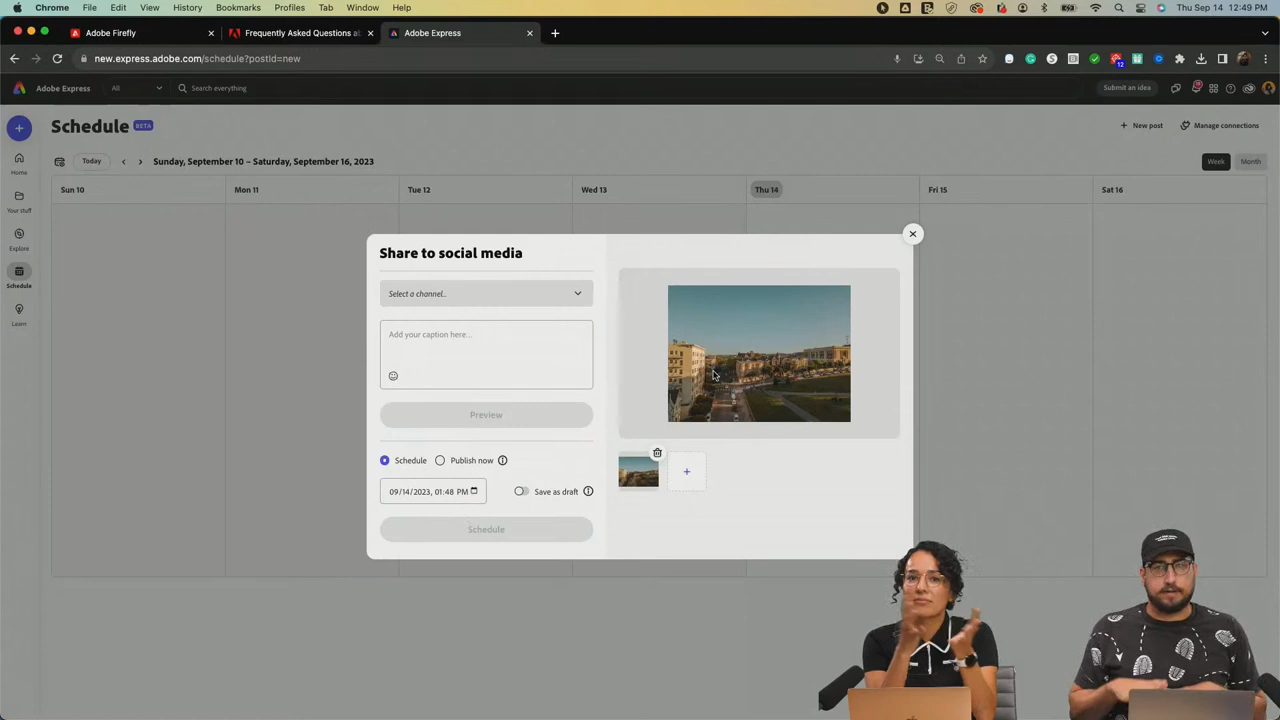 Chrome File Edit View History Bookmarks Profiles Tab Window Help
Thu Sep 14 12:49 PM
Adobe Firefly
Frequently Asked Questions a
Adobe Express
new.express.adobe.com/schedule?postId=new
12
Adobe Express
All
Search everything
Submit an idea
Schedule BETA
New post
Manage connections
Home
Your stuff
Explore
Schedule
Learn
Today
Sunday, September 10 – Saturday, September 16, 2023
Week
Month
Sun 10
Mon 11
Tue 12
Wed 13
Thu 14
Fri 15
Sat 16
Share to social media
Select a channel..
Add your caption here...
Preview
Schedule
Publish now
09/14/2023, 01:48 PM
Save as draft
Schedule